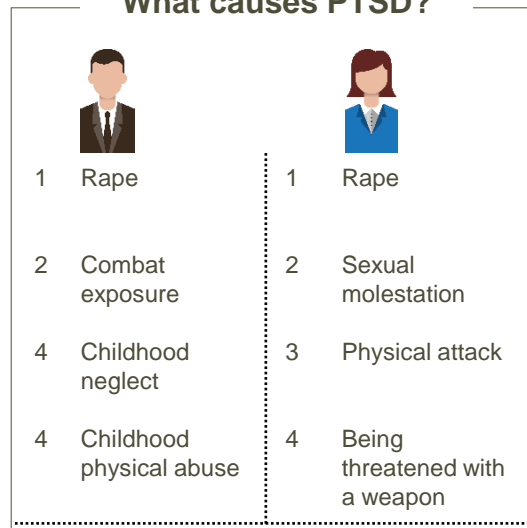 What causes PTSD?
1 Rape
2 Combat
exposure
4 Childhood
neglect
4 Childhood
physical abuse
1 Rape
2 Sexual
molestation
3 Physical attack
4 Being
threatened with
a weapon